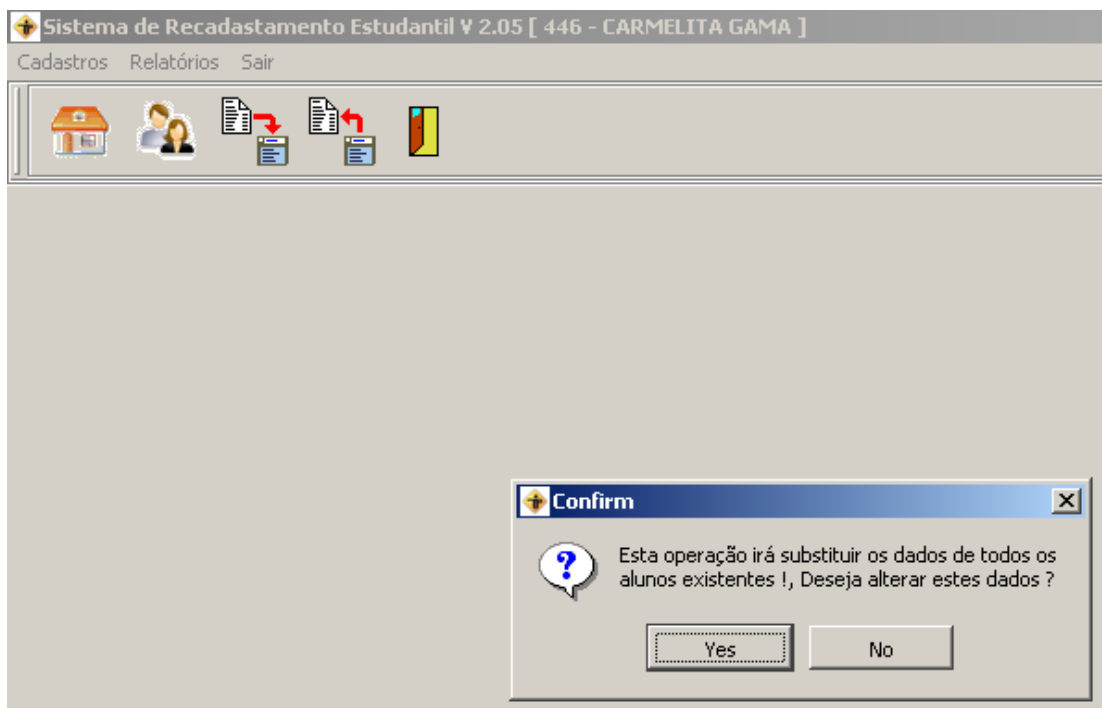 Sistema de Recadastamento Estudantil V 2.05 [ 446 - CARMELITA GAMA ]
Cadastros Relatórios Sair
Confirm
Esta operação irá substituir os dados de todos os
alunos existentes !, Deseja alterar estes dados ?
Yes No